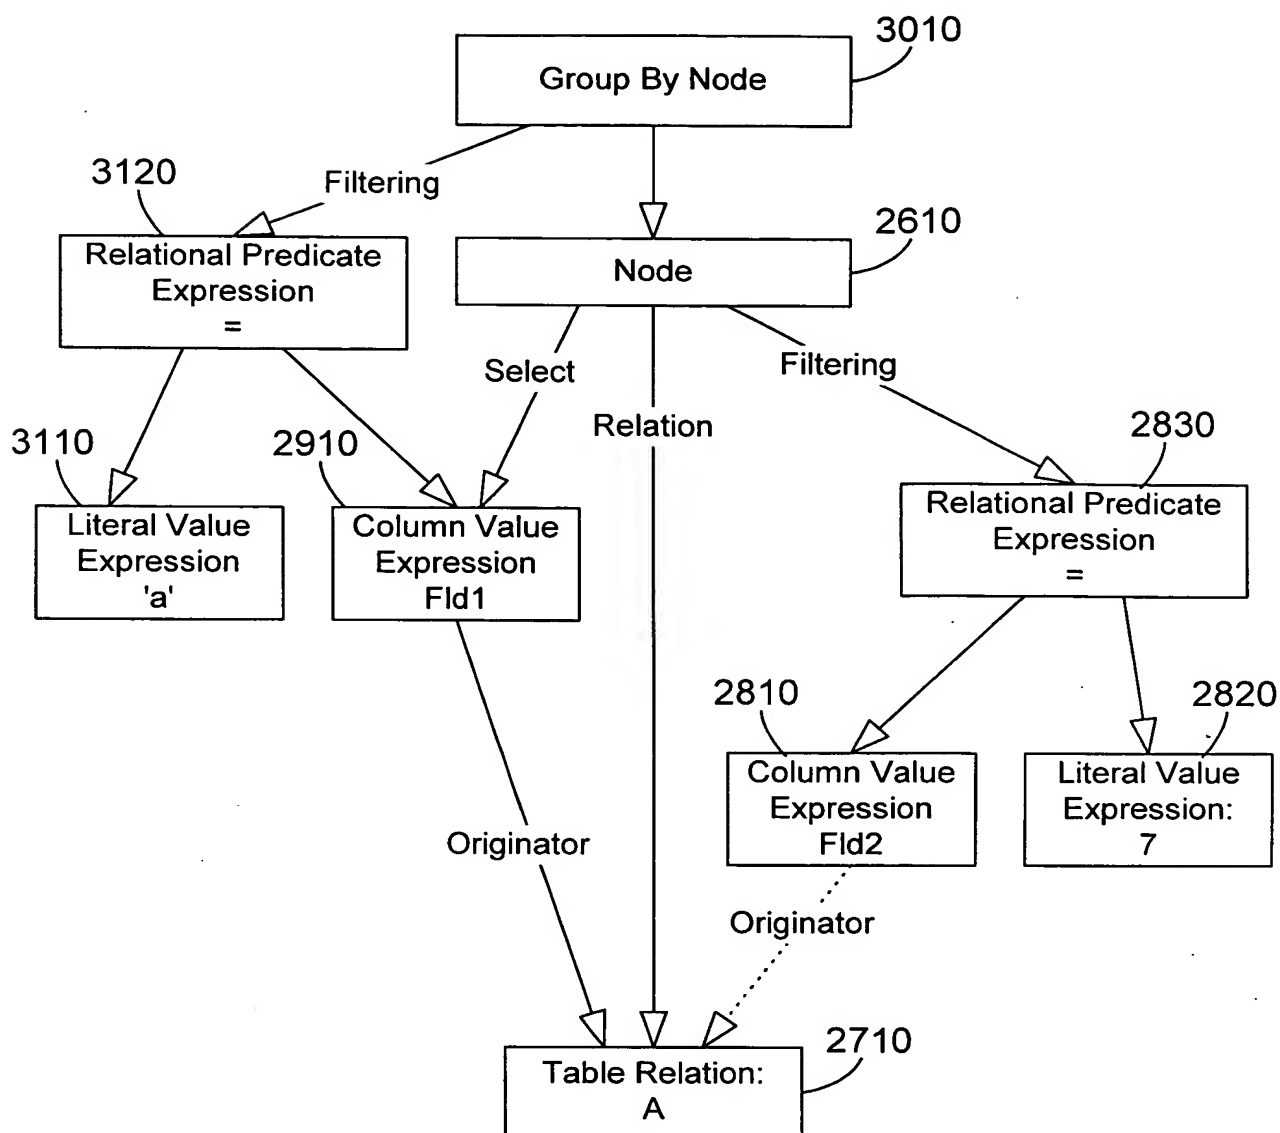 3010
Group By Node
Filtering
3120
2610
Relational Predicate
Expression
=
Node
Select
Filtering
Relation
3110
2910
2830
Literal Value
Expression
'a'
Column Value
Expression
Fld1
Relational Predicate
Expression
=
2810
2820
Column Value
Expression
Fld2
Literal Value
Expression:
7
Originator
Originator
2710
Table Relation:
A